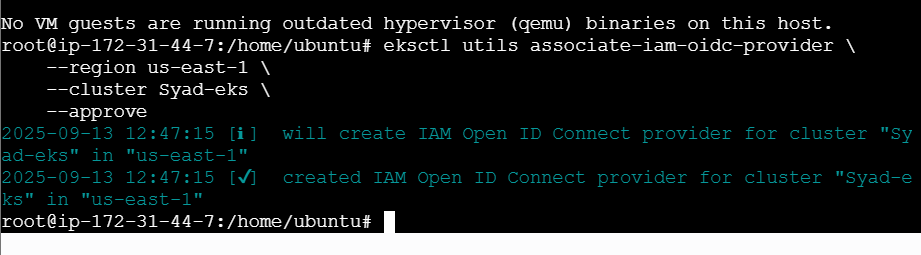 No VM guests are running outdated hypervisor (qemu) binaries on this host.
root@ip-172-31-44-7:/home/ubuntu# eksctl utils associate-iam-oidc-provider \
    --region us-east-1 \
    --cluster Syad-eks \
    --approve
2025-09-13 12:47:15 [ℹ]  will create IAM Open ID Connect provider for cluster "Sy
ad-eks" in "us-east-1"
2025-09-13 12:47:15 [✔]  created IAM Open ID Connect provider for cluster "Syad-e
ks" in "us-east-1"
root@ip-172-31-44-7:/home/ubuntu#